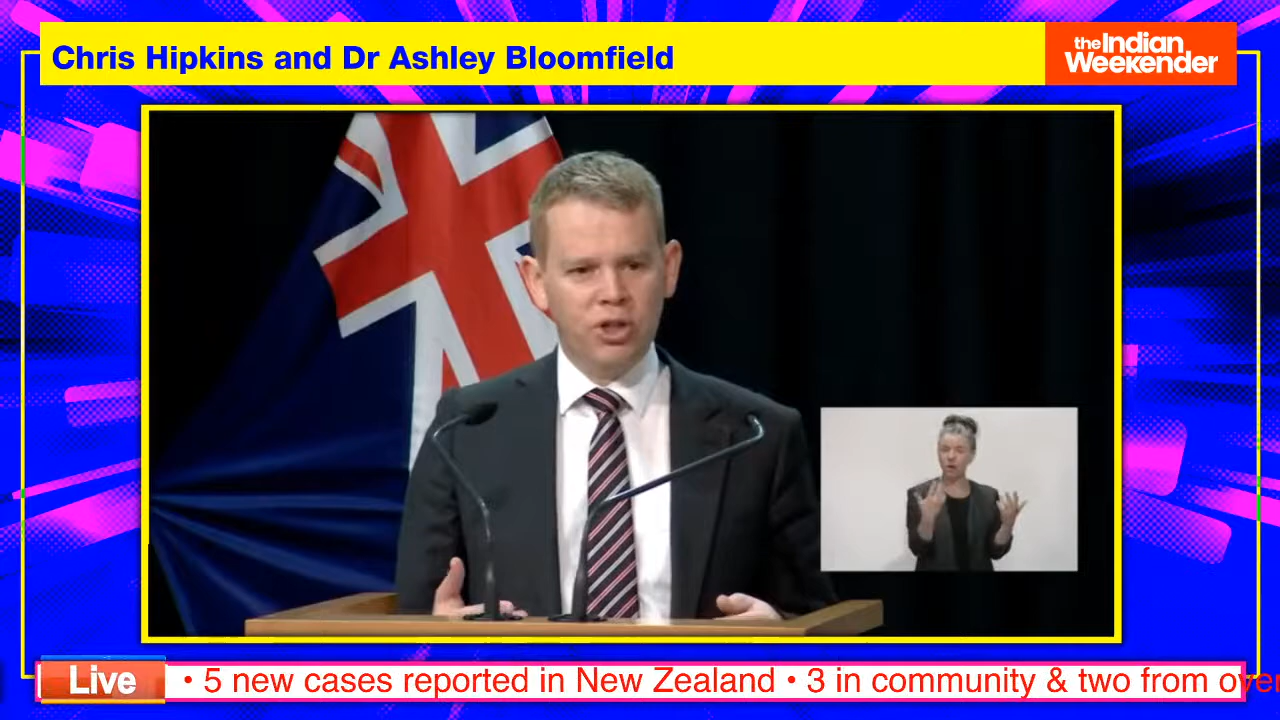 Chris Hipkins and Dr Ashley Bloomfield
the Indian
Weekender
Live
• 5 new cases reported in New Zealand • 3 in community & two from over